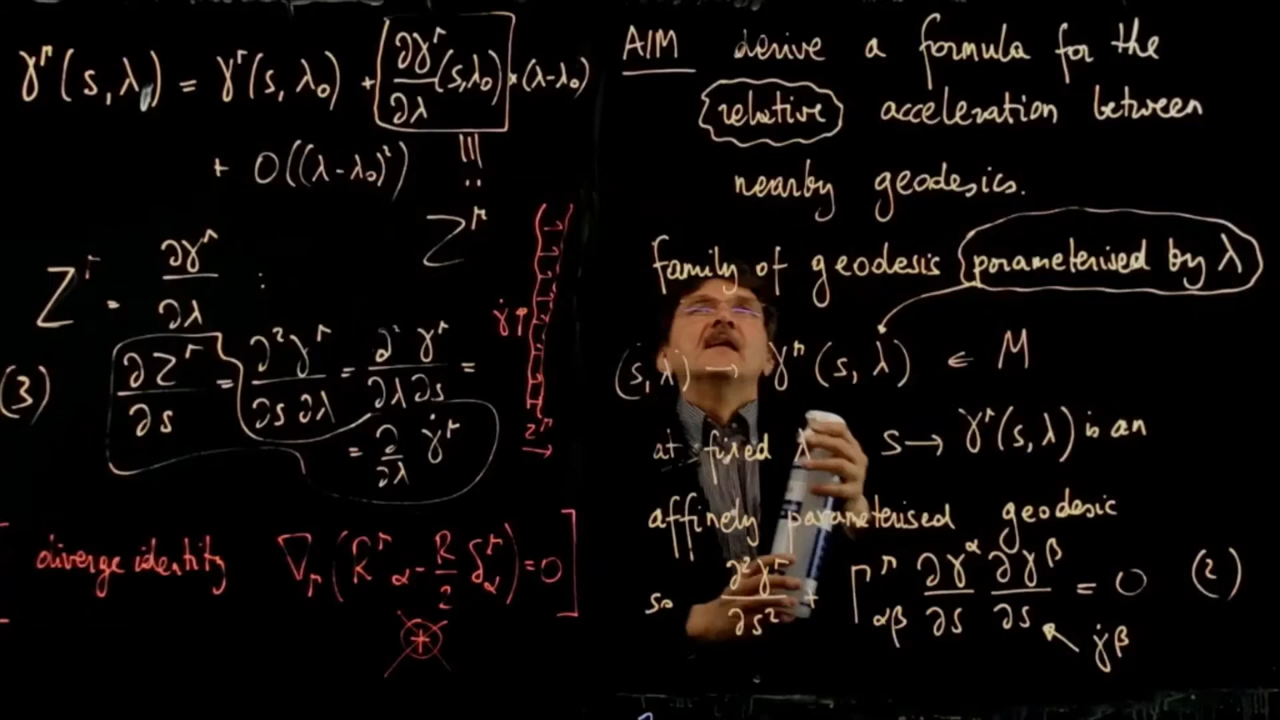 γ^μ(s, λ) = γ^μ(s, λ₀) + ∂γ^μ/∂λ (s, λ₀) • (λ-λ₀)
+ O((λ-λ₀)²)
Z^μ
Z^μ = ∂γ^μ/∂λ :
(3) ∂Z^μ/∂s = ∂²γ^μ/∂s∂λ = ∂²γ^μ/∂λ∂s =
= ∂/∂λ γ̇^μ
γ̇↑
Z^μ →
[diverge identity ∇_μ (R^μ_α - R/2 δ^μ_α) = 0]
AIM derive a formula for the
relative acceleration between
nearby geodesics.
family of geodesis parameterised by λ
(s, λ) → γ^μ(s, λ) ∈ M
at fixed λ s → γ^μ(s, λ) is an
affinely parameterised geodesic
so ∂²γ^μ/∂s² + Γ^μ_αβ ∂γ^α/∂s ∂γ^β/∂s = 0 (2)
γ̇^β